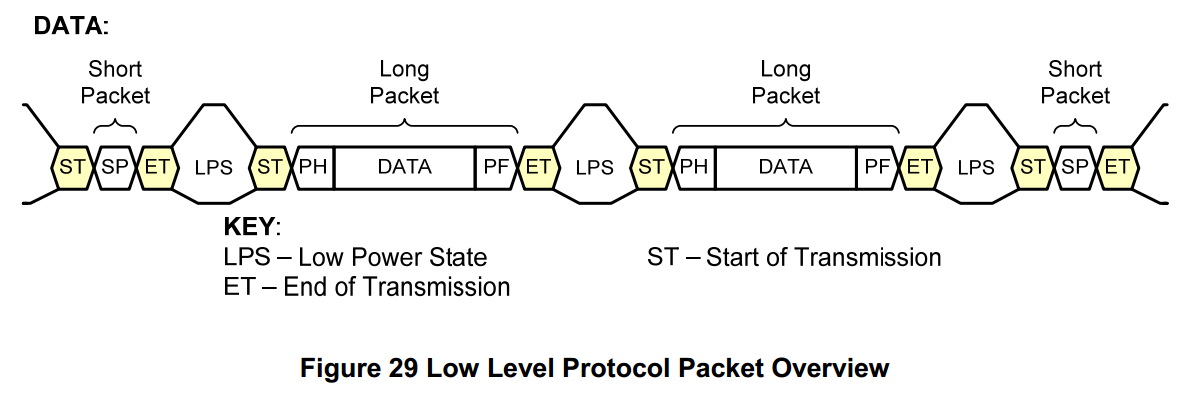 DATA:
Short Packet
Long Packet
Long Packet
Short Packet
ST SP ET LPS ST PH DATA PF ET LPS ST PH DATA PF ET LPS ST SP ET
KEY:
LPS – Low Power State
ST – Start of Transmission
ET – End of Transmission
Figure 29 Low Level Protocol Packet Overview